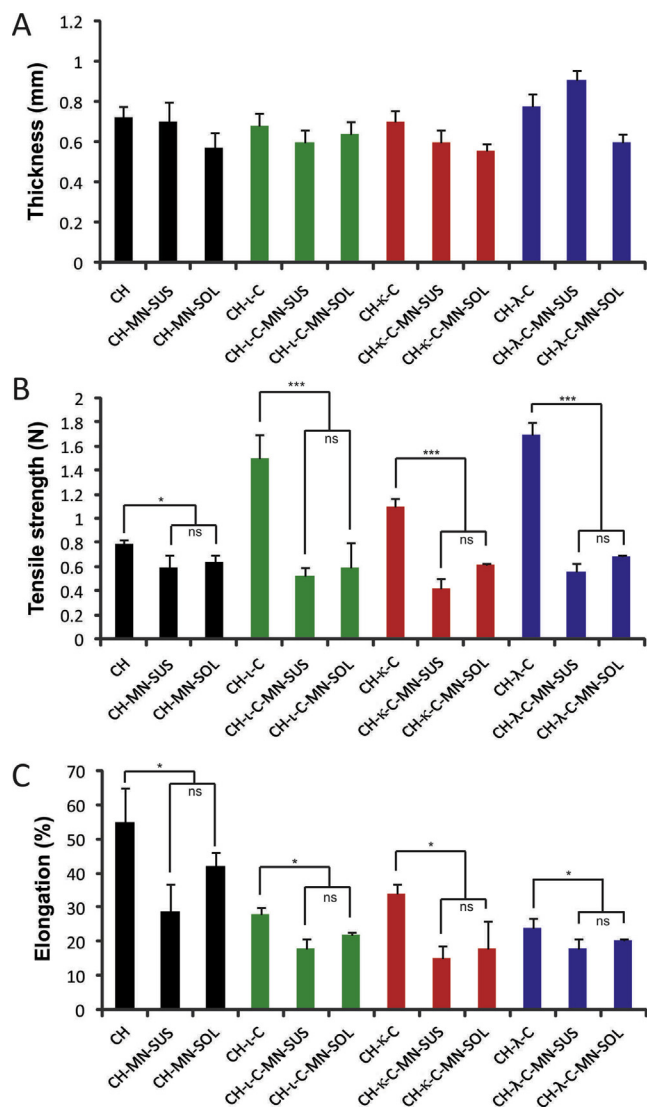 A
Thickness (mm)
1.2
1
0.8
0.6
0.4
0.2
0
CH
CH-MN-SUS
CH-MN-SOL
CH-ι-C
CH-ι-C-MN-SUS
CH-ι-C-MN-SOL
CH-κ-C
CH-κ-C-MN-SUS
CH-κ-C-MN-SOL
CH-λ-C
CH-λ-C-MN-SUS
CH-λ-C-MN-SOL
B
Tensile strength (N)
2
1.8
1.6
1.4
1.2
1
0.8
0.6
0.4
0.2
0
*
ns
***
ns
***
ns
***
ns
CH
CH-MN-SUS
CH-MN-SOL
CH-ι-C
CH-ι-C-MN-SUS
CH-ι-C-MN-SOL
CH-κ-C
CH-κ-C-MN-SUS
CH-κ-C-MN-SOL
CH-λ-C
CH-λ-C-MN-SUS
CH-λ-C-MN-SOL
C
Elongation (%)
70
60
50
40
30
20
10
0
*
ns
*
ns
*
ns
*
ns
CH
CH-MN-SUS
CH-MN-SOL
CH-ι-C
CH-ι-C-MN-SUS
CH-ι-C-MN-SOL
CH-κ-C
CH-κ-C-MN-SUS
CH-κ-C-MN-SOL
CH-λ-C
CH-λ-C-MN-SUS
CH-λ-C-MN-SOL